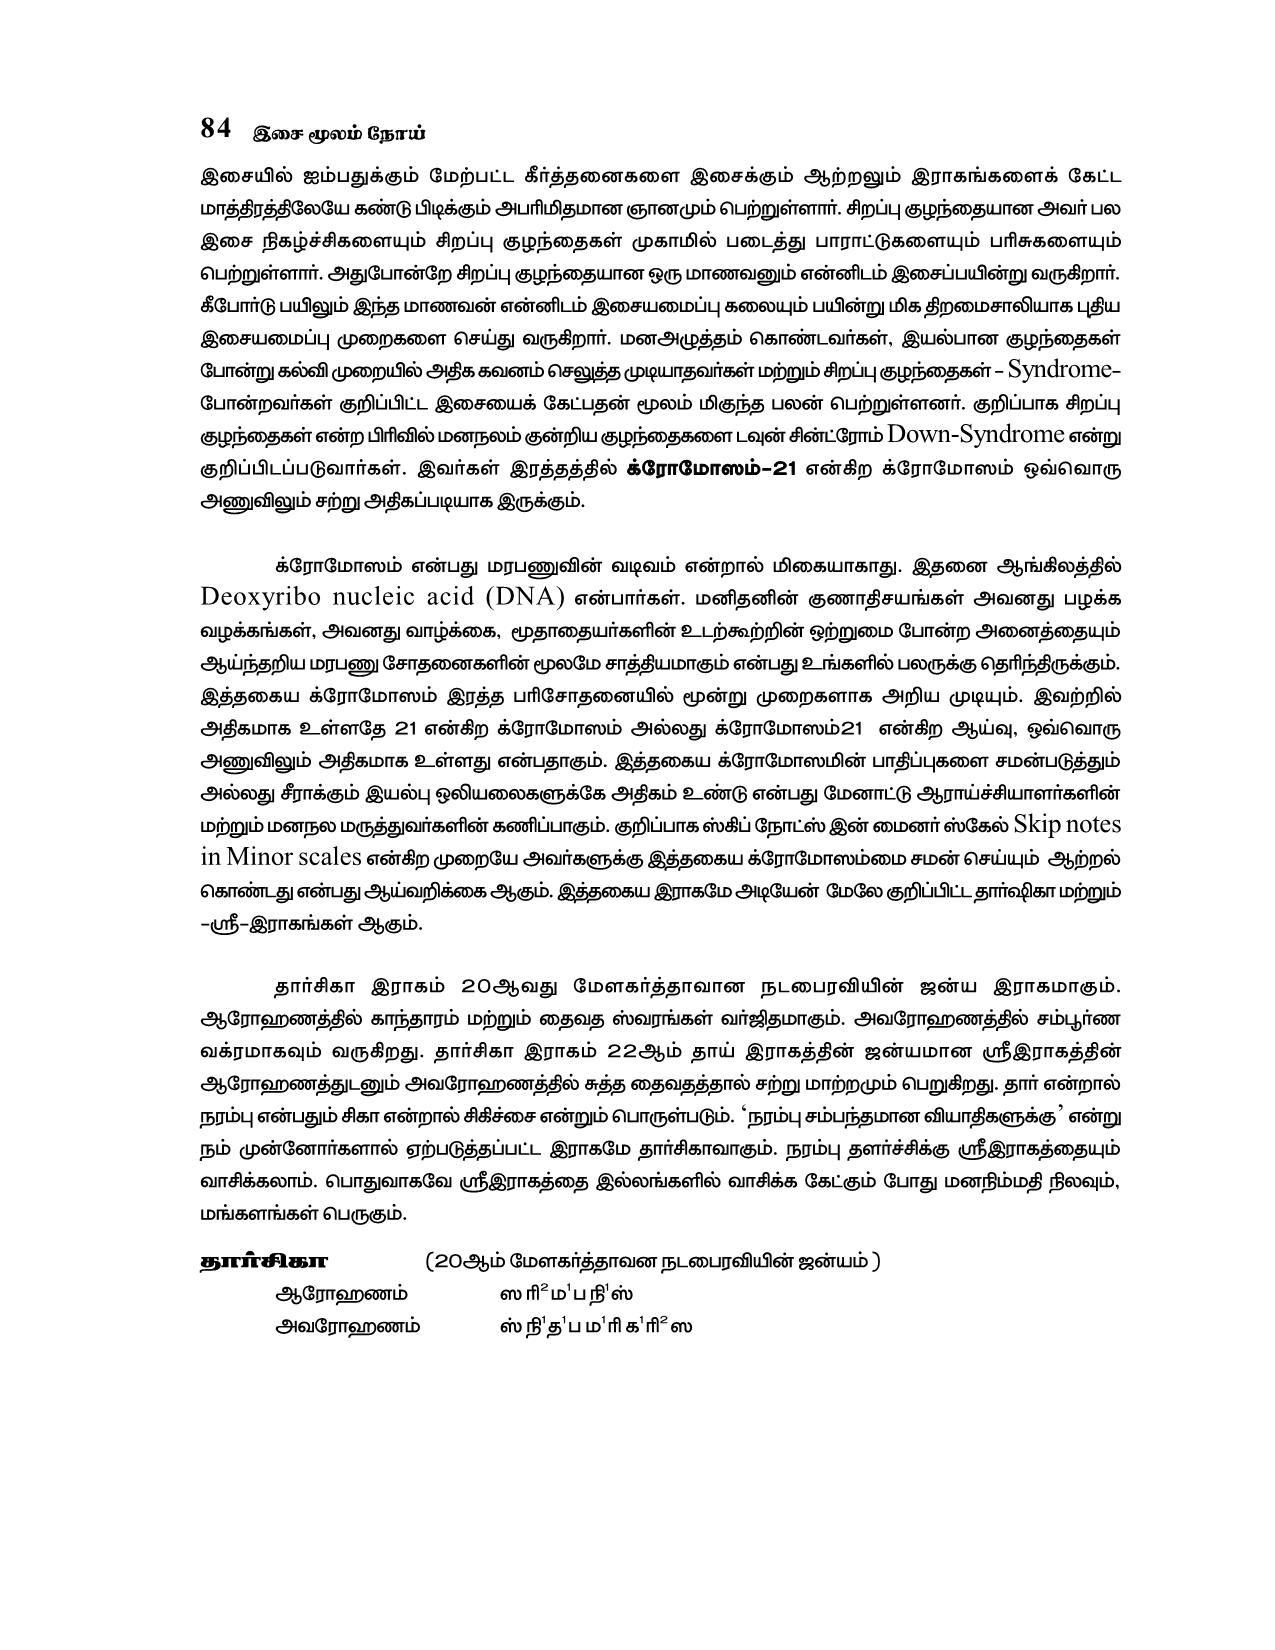 84 இசை மூலம் நோய்
இசையில் ஐம்பதுக்கும் மேற்பட்ட கீர்த்தனைகளை இசைக்கும் ஆற்றலும் இராகங்களைக் கேட்ட
மாத்திரத்திலேயே கண்டு பிடிக்கும் அபரிமிதமான ஞானமும் பெற்றுள்ளார். சிறப்பு குழந்தையான அவர் பல
இசை நிகழ்ச்சிகளையும் சிறப்பு குழந்தைகள் முகாமில் படைத்து பாராட்டுகளையும் பரிசுகளையும்
பெற்றுள்ளார். அதுபோன்றே சிறப்பு குழந்தையான ஒரு மாணவனும் என்னிடம் இசைப்பயின்று வருகிறார்.
கீபோர்டு பயிலும் இந்த மாணவன் என்னிடம் இசையமைப்பு கலையும் பயின்று மிக திறமைசாலியாக புதிய
இசையமைப்பு முறைகளை செய்து வருகிறார். மனஅழுத்தம் கொண்டவர்கள், இயல்பான குழந்தைகள்
போன்று கல்வி முறையில் அதிக கவனம் செலுத்த முடியாதவர்கள் மற்றும் சிறப்பு குழந்தைகள் – Syndrome–
போன்றவர்கள் குறிப்பிட்ட இசையைக் கேட்பதன் மூலம் மிகுந்த பலன் பெற்றுள்ளனர். குறிப்பாக சிறப்பு
குழந்தைகள் என்ற பிரிவில் மனநலம் குன்றிய குழந்தைகளை டவுன் சின்ட்ரோம் Down-Syndrome என்று
குறிப்பிடப்படுவார்கள். இவர்கள் இரத்தத்தில் க்ரோமோஸம்–21 என்கிற க்ரோமோஸம் ஒவ்வொரு
அணுவிலும் சற்று அதிகப்படியாக இருக்கும்.
க்ரோமோஸம் என்பது மரபணுவின் வடிவம் என்றால் மிகையாகாது. இதனை ஆங்கிலத்தில்
Deoxyribo nucleic acid (DNA) என்பார்கள். மனிதனின் குணாதிசயங்கள் அவனது பழக்க
வழக்கங்கள், அவனது வாழ்க்கை, மூதாதையர்களின் உடற்கூற்றின் ஒற்றுமை போன்ற அனைத்தையும்
ஆய்ந்தறிய மரபணு சோதனைகளின் மூலமே சாத்தியமாகும் என்பது உங்களில் பலருக்கு தெரிந்திருக்கும்.
இத்தகைய க்ரோமோஸம் இரத்த பரிசோதனையில் மூன்று முறைகளாக அறிய முடியும். இவற்றில்
அதிகமாக உள்ளதே 21 என்கிற க்ரோமோஸம் அல்லது க்ரோமோஸம்21 என்கிற ஆய்வு, ஒவ்வொரு
அணுவிலும் அதிகமாக உள்ளது என்பதாகும். இத்தகைய க்ரோமோஸமின் பாதிப்புகளை சமன்படுத்தும்
அல்லது சீராக்கும் இயல்பு ஒலியலைகளுக்கே அதிகம் உண்டு என்பது மேனாட்டு ஆராய்ச்சியாளர்களின்
மற்றும் மனநல மருத்துவர்களின் கணிப்பாகும். குறிப்பாக ஸ்கிப் நோட்ஸ் இன் மைனர் ஸ்கேல் Skip notes
in Minor scales என்கிற முறையே அவர்களுக்கு இத்தகைய க்ரோமோஸம்மை சமன் செய்யும் ஆற்றல்
கொண்டது என்பது ஆய்வறிக்கை ஆகும். இத்தகைய இராகமே அடியேன் மேலே குறிப்பிட்ட தார்ஷிகா மற்றும்
–ஸ்ரீ–இராகங்கள் ஆகும்.
தார்சிகா இராகம் 20ஆவது மேளகர்த்தாவான நடபைரவியின் ஜன்ய இராகமாகும்.
ஆரோஹணத்தில் காந்தாரம் மற்றும் தைவத ஸ்வரங்கள் வர்ஜிதமாகும். அவரோஹணத்தில் சம்பூர்ண
வக்ரமாகவும் வருகிறது. தார்சிகா இராகம் 22ஆம் தாய் இராகத்தின் ஜன்யமான ஸ்ரீஇராகத்தின்
ஆரோஹணத்துடனும் அவரோஹணத்தில் சுத்த தைவதத்தால் சற்று மாற்றமும் பெறுகிறது. தார் என்றால்
நரம்பு என்பதும் சிகா என்றால் சிகிச்சை என்றும் பொருள்படும். ‘நரம்பு சம்பந்தமான வியாதிகளுக்கு’ என்று
நம் முன்னோர்களால் ஏற்படுத்தப்பட்ட இராகமே தார்சிகாவாகும். நரம்பு தளர்ச்சிக்கு ஸ்ரீஇராகத்தையும்
வாசிக்கலாம். பொதுவாகவே ஸ்ரீஇராகத்தை இல்லங்களில் வாசிக்க கேட்கும் போது மனநிம்மதி நிலவும்,
மங்களங்கள் பெருகும்.
தார்சிகா (20ஆம் மேளகர்த்தாவன நடபைரவியின் ஜன்யம் )
ஆரோஹணம் ஸ ரி² ம¹ ப நி¹ ஸ்
அவரோஹணம் ஸ் நி¹ த¹ ப ம¹ ரி க¹ ரி² ஸ